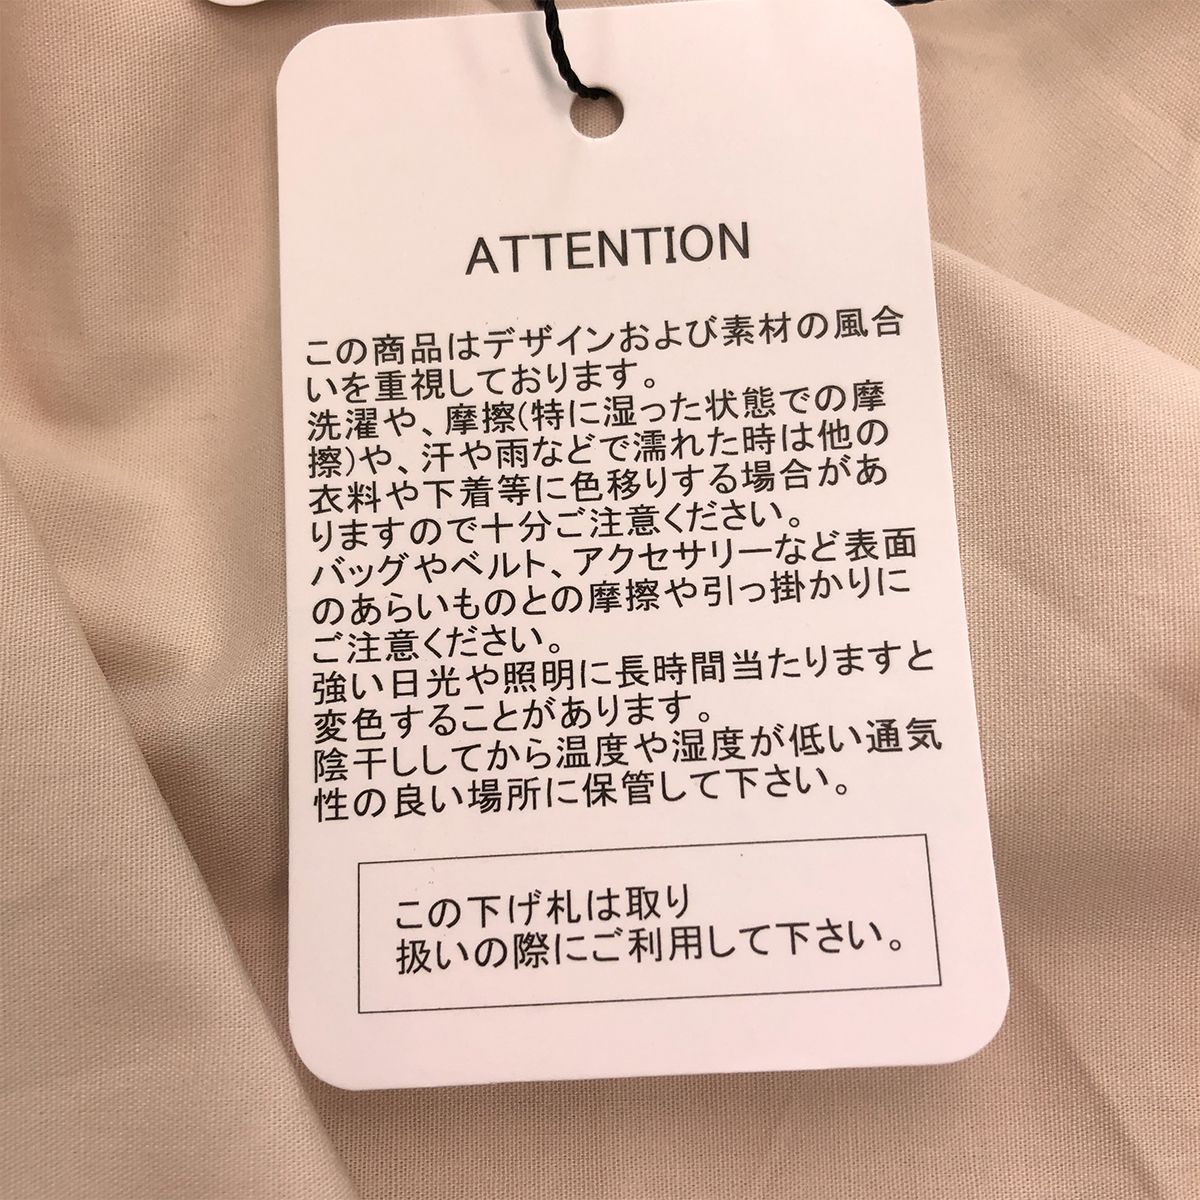 ATTENTION
この商品はデザインおよび素材の風合
いを重視しております。
洗濯や、摩擦(特に湿った状態での摩
擦)や、汗や雨などで濡れた時は他の
衣料や下着等に色移りする場合があ
りますので十分ご注意ください。
バッグやベルト、アクセサリーなど表面
のあらいものとの摩擦や引っ掛かりに
ご注意ください。
強い日光や照明に長時間当たりますと
変色することがあります。
陰干ししてから温度や湿度が低い通気
性の良い場所に保管して下さい。
この下げ札は取り
扱いの際にご利用して下さい。